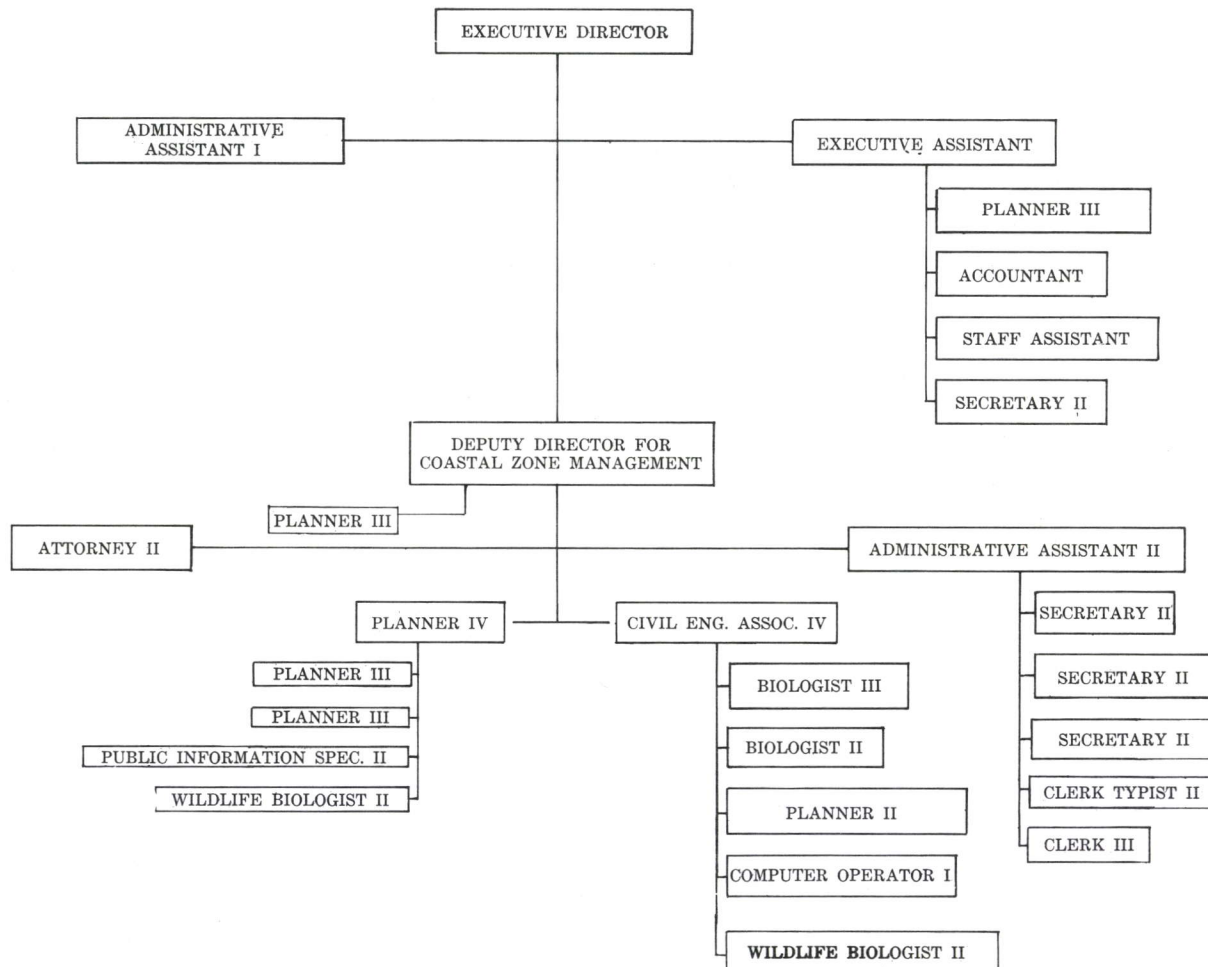 EXECUTIVE DIRECTOR
ADMINISTRATIVE
ASSISTANT I
EXECUTIVE ASSISTANT
PLANNER III
ACCOUNTANT
STAFF ASSISTANT
SECRETARY II
DEPUTY DIRECTOR FOR
COASTAL ZONE MANAGEMENT
PLANNER III
ATTORNEY II
ADMINISTRATIVE ASSISTANT II
PLANNER IV
PLANNER III
PLANNER III
PUBLIC INFORMATION SPEC. II
WILDLIFE BIOLOGIST II
CIVIL ENG. ASSOC. IV
BIOLOGIST III
BIOLOGIST II
PLANNER II
COMPUTER OPERATOR I
WILDLIFE BIOLOGIST II
SECRETARY II
SECRETARY II
SECRETARY II
CLERK TYPIST II
CLERK III